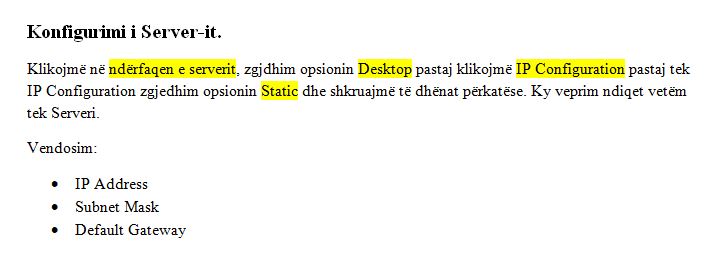 Konfigurimi i Server-it.
Klikojmë në ndërfaqen e serverit, zgjdhim opsionin Desktop pastaj klikojmë IP Configuration pastaj tek
IP Configuration zgjedhim opsionin Static dhe shkruajmë të dhënat përkatëse. Ky veprim ndiqet vetëm
tek Serveri.
Vendosim:
• IP Address
• Subnet Mask
• Default Gateway